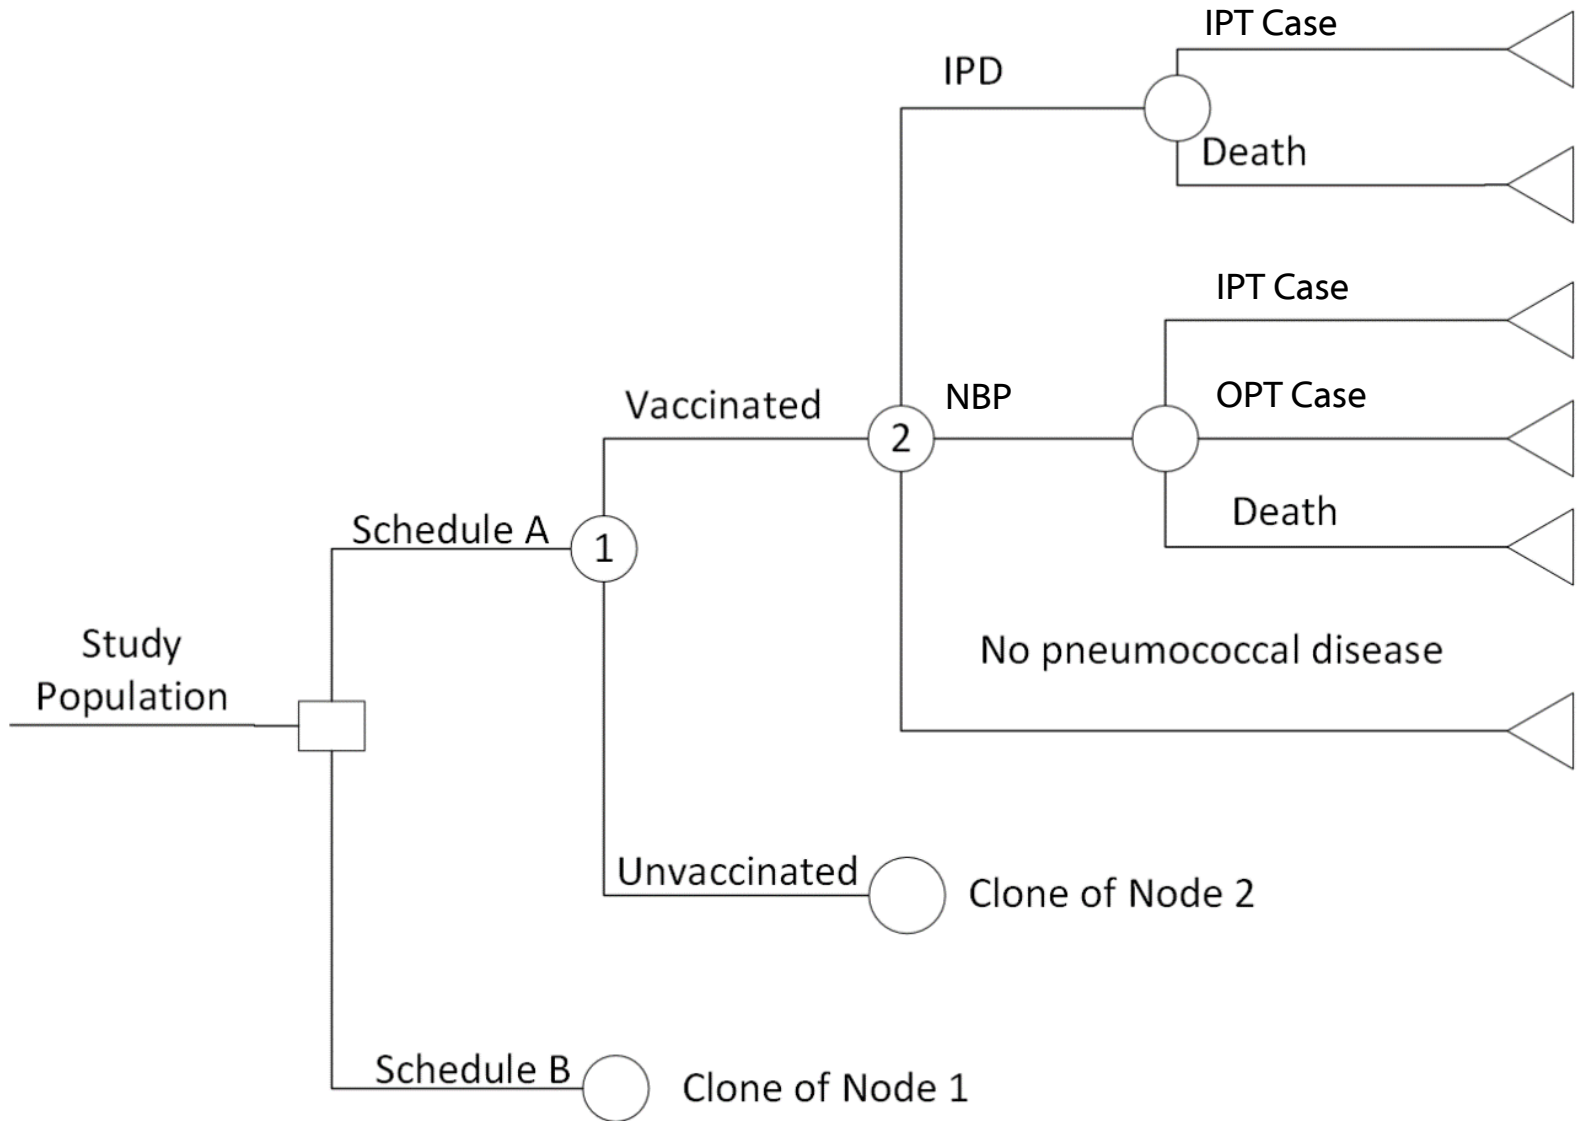 IPT Case
IPD
Death
IPT Case
Vaccinated
NBP
OPT Case
2
Schedule A
1
Death
Study
Population
No pneumococcal disease
Unvaccinated
Clone of Node 2
Schedule B
Clone of Node 1